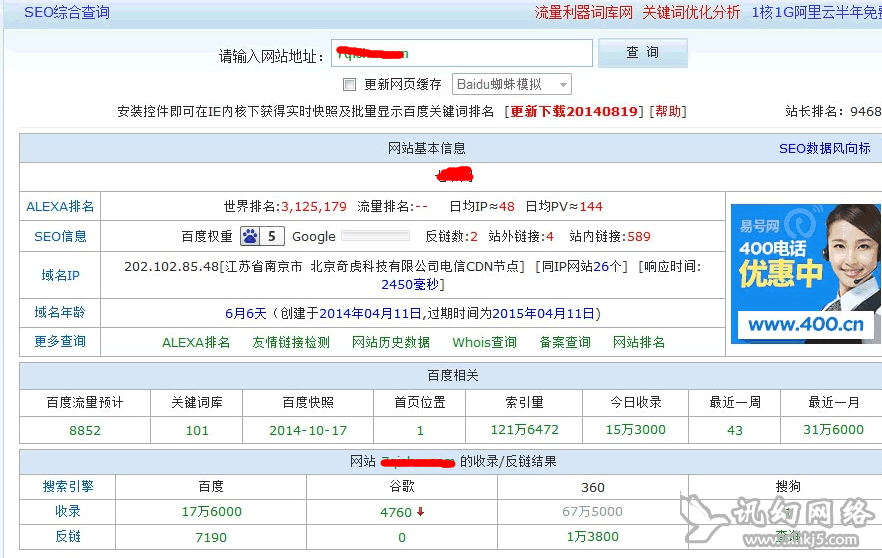 SEO综合查询 流量利器词库网 关键词优化分析 1核1G阿里云半年免费
请输入网站地址: 查 询
更新网页缓存 Baidu蜘蛛模拟
安装控件即可在IE内核下获得实时快照及批量显示百度关键词排名 [更新下载20140819] [帮助] 站长排名: 9468
网站基本信息 SEO数据风向标
ALEXA排名 世界排名:3,125,179 流量排名:-- 日均IP≈48 日均PV≈144
SEO信息 百度权重 5 Google 反链数:2 站外链接:4 站内链接:589
域名IP 202.102.85.48[江苏省南京市 北京奇虎科技有限公司电信CDN节点] [同IP网站26个] [响应时间:
2450毫秒]
域名年龄 6月6天 (创建于2014年04月11日,过期时间为2015年04月11日)
更多查询 ALEXA排名 友情链接检测 网站历史数据 Whois查询 备案查询 网站排名
易号网
400电话
优惠中
www.400.cn
百度相关
百度流量预计 关键词库 百度快照 首页位置 索引量 今日收录 最近一周 最近一月
8852 101 2014-10-17 1 121万6472 15万3000 43 31万6000
网站 的收录/反链结果
搜索引擎 百度 谷歌 360 搜狗
收录 17万6000 4760 67万5000
反链 7190 0 1万3800 查询
讯幻网络
www.xhkj5.com